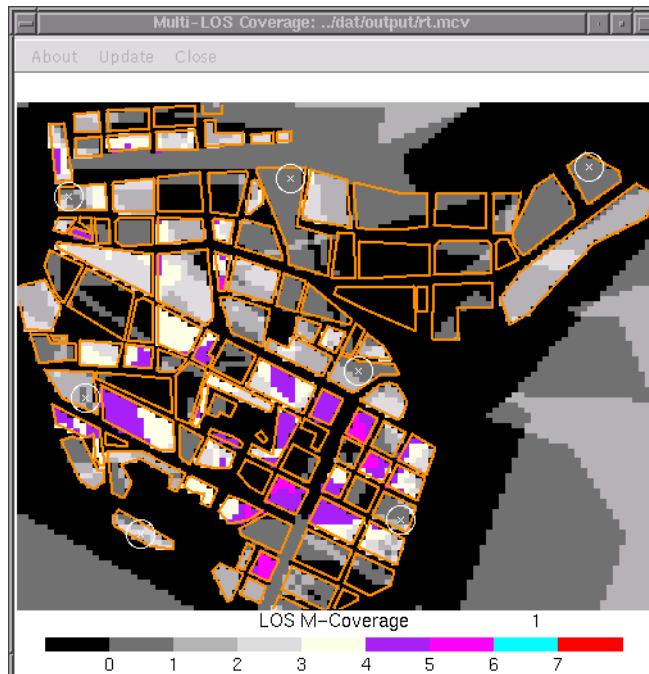 Multi-LOS Coverage: ../dat/output/rt.mcv
About Update Close
LOS M-Coverage 1
0 1 2 3 4 5 6 7